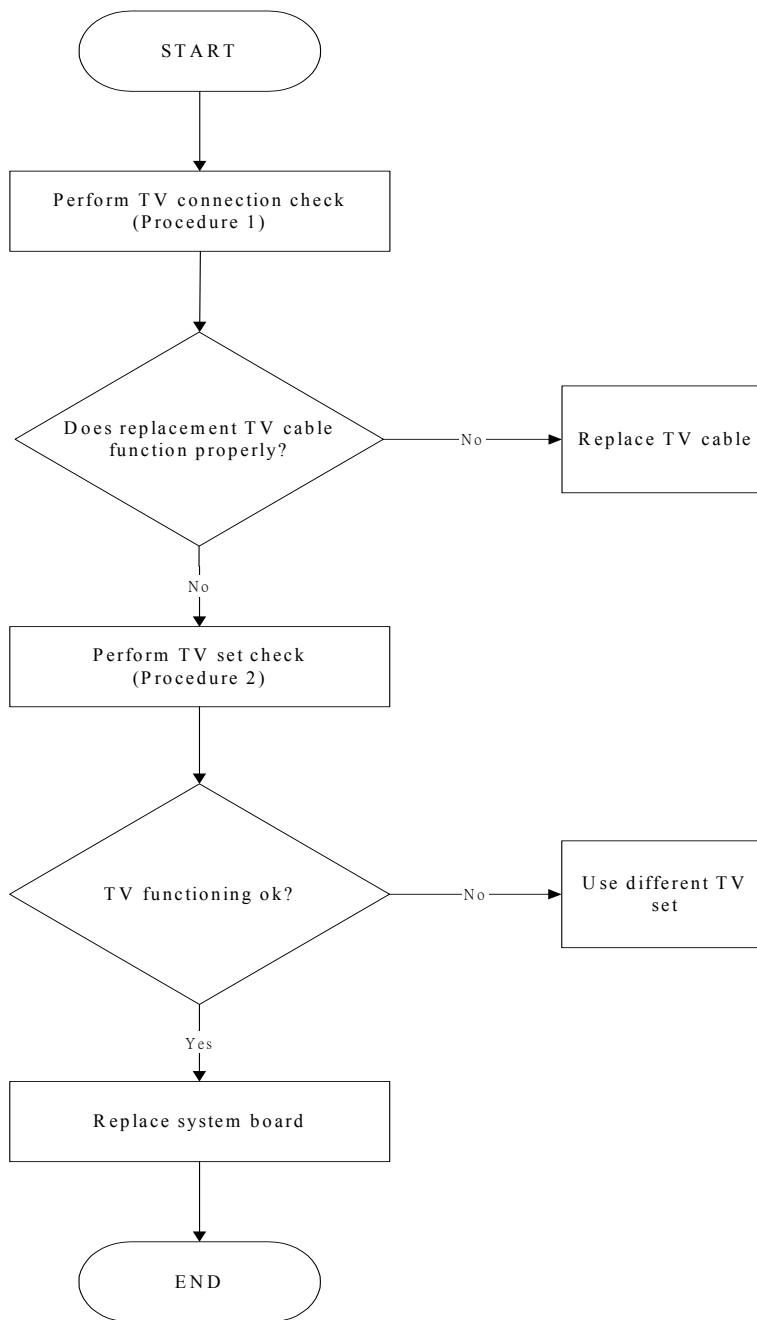 START
Perform TV connection check
(Procedure 1)
Does replacement TV cable
function properly?
No
Replace TV cable
No
Perform TV set check
(Procedure 2)
TV functioning ok?
No
Use different TV
set
Yes
Replace system board
END